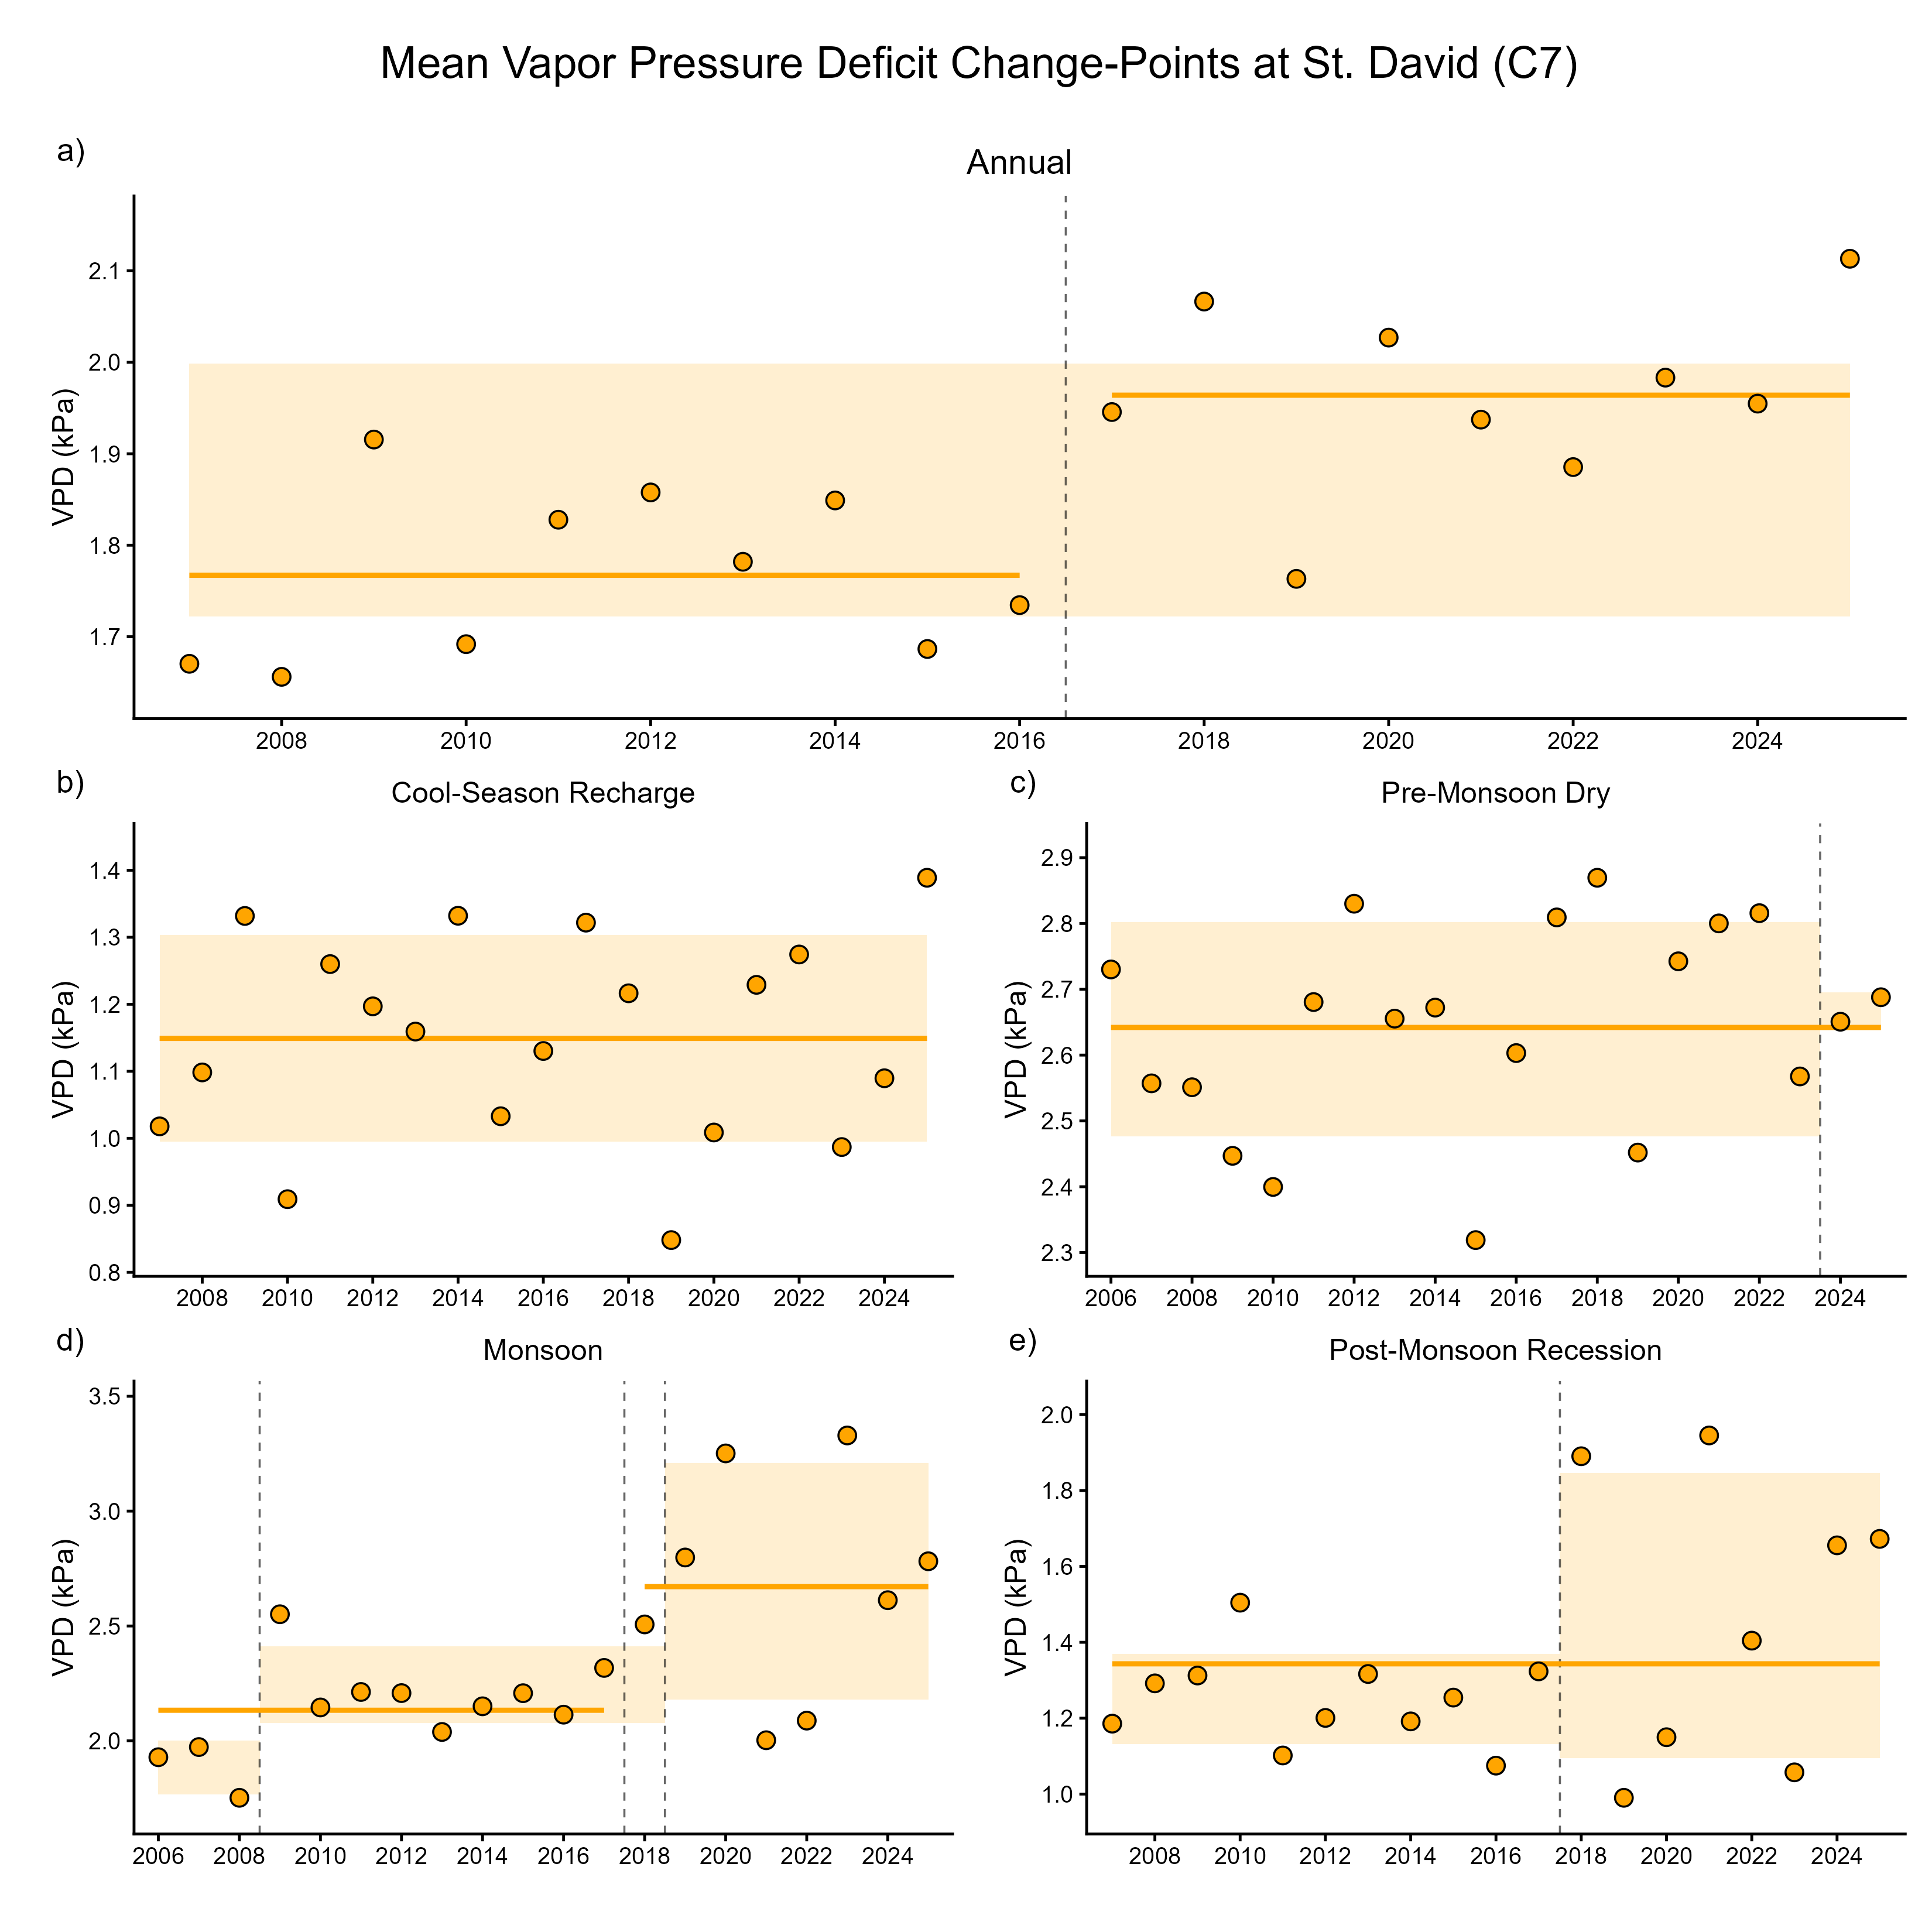 Mean Vapor Pressure Deficit Change-Points at St. David (C7)
a)
Annual
VPD (kPa)
2.1
2.0
1.9
1.8
1.7
2008 2010 2012 2014 2016 2018 2020 2022 2024
b)
Cool-Season Recharge
VPD (kPa)
1.4
1.3
1.2
1.1
1.0
0.9
0.8
2008 2010 2012 2014 2016 2018 2020 2022 2024
c)
Pre-Monsoon Dry
VPD (kPa)
2.9
2.8
2.7
2.6
2.5
2.4
2.3
2006 2008 2010 2012 2014 2016 2018 2020 2022 2024
d)
Monsoon
VPD (kPa)
3.5
3.0
2.5
2.0
2006 2008 2010 2012 2014 2016 2018 2020 2022 2024
e)
Post-Monsoon Recession
VPD (kPa)
2.0
1.8
1.6
1.4
1.2
1.0
2008 2010 2012 2014 2016 2018 2020 2022 2024